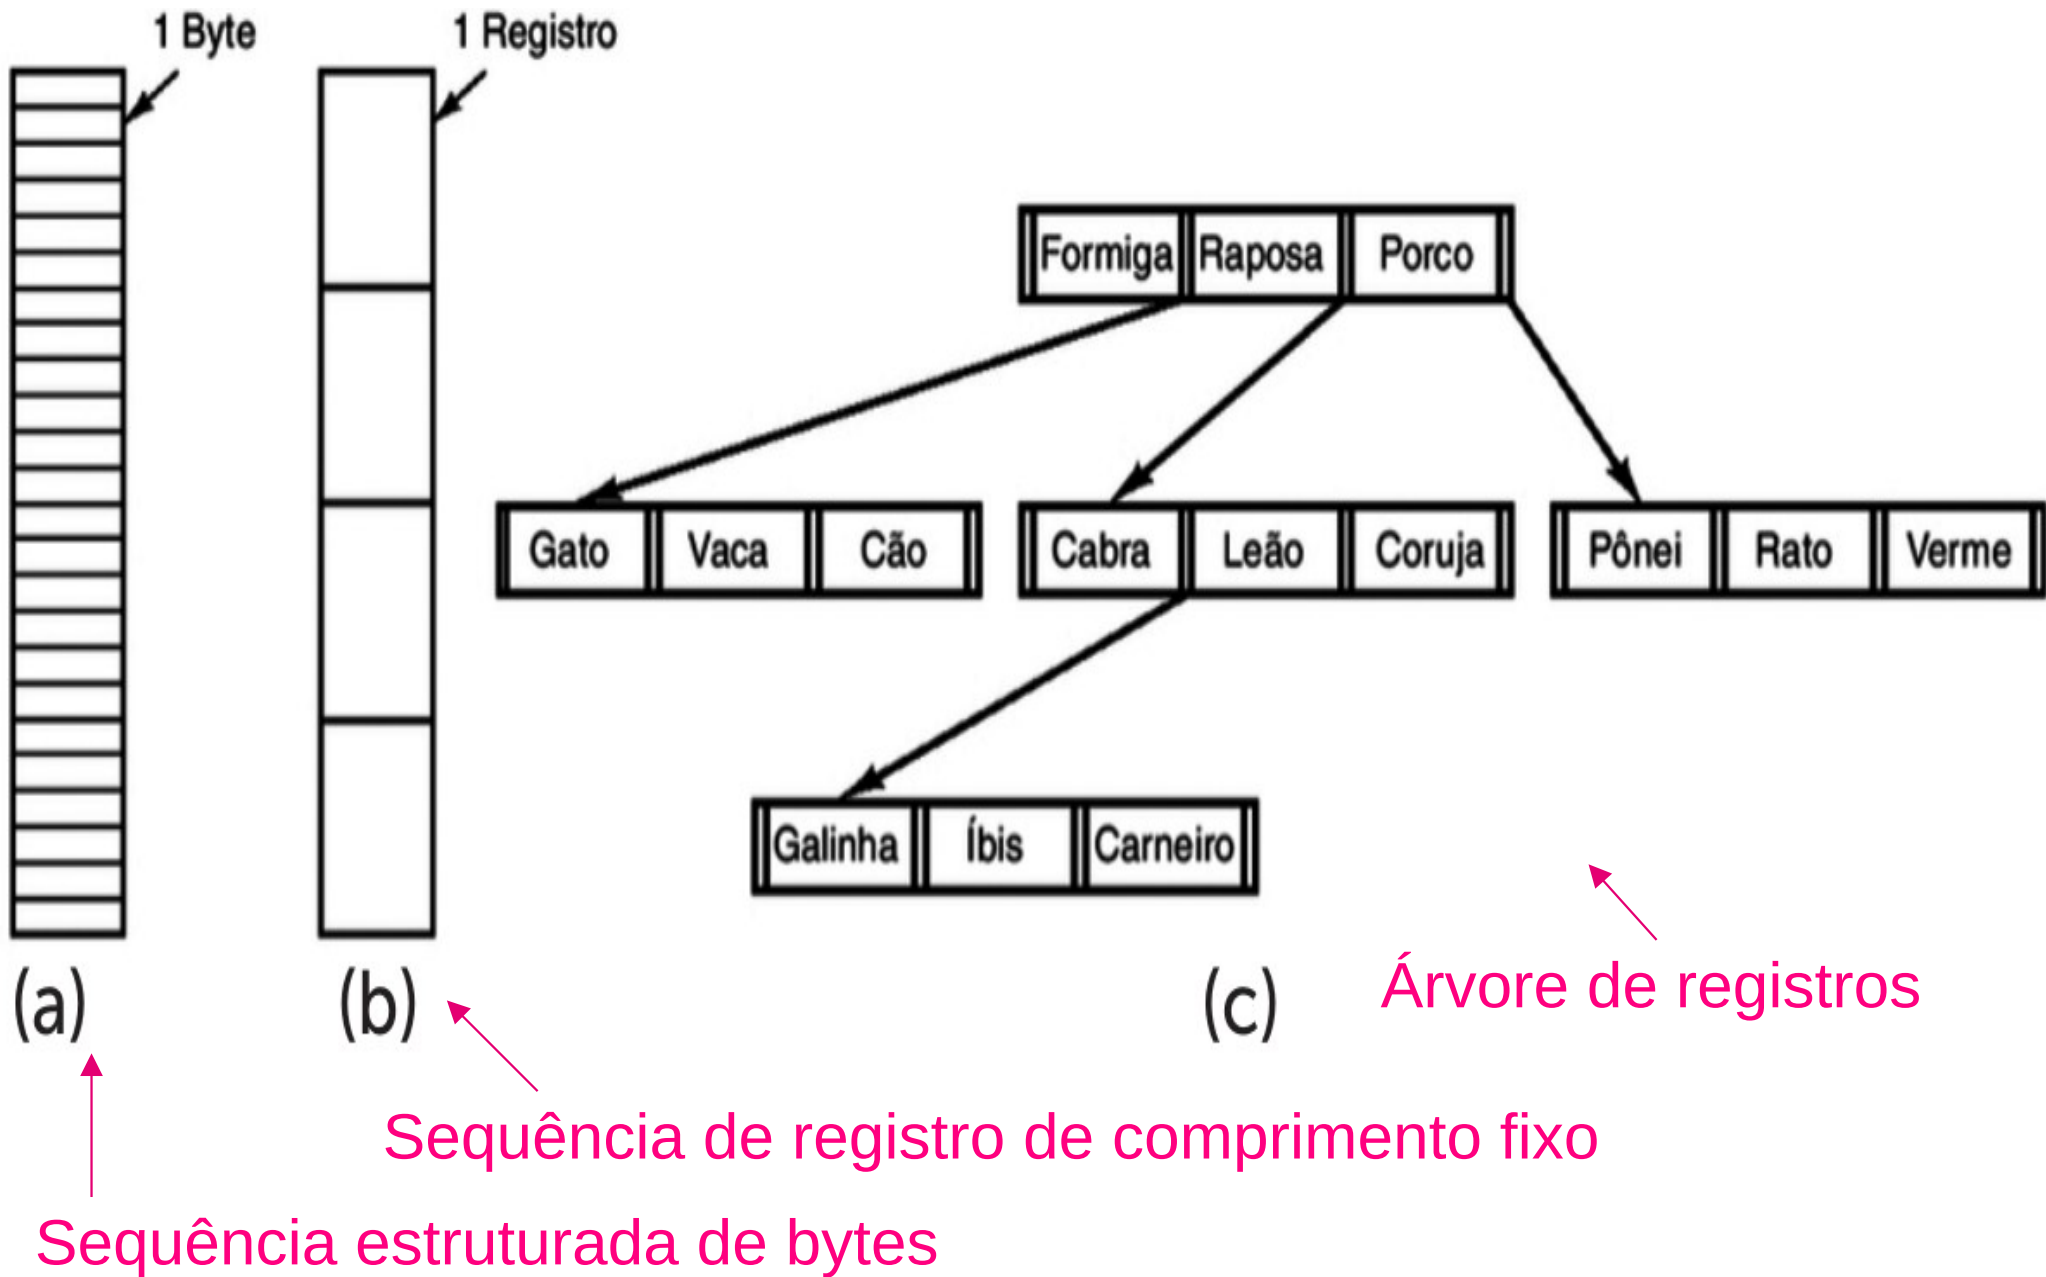 1 Byte
1 Registro
Formiga Raposa Porco
Gato Vaca Cão
Cabra Leão Coruja
Pônei Rato Verme
Galinha Íbis Carneiro
(a)
(b)
(c)
Árvore de registros
Sequência de registro de comprimento fixo
Sequência estruturada de bytes